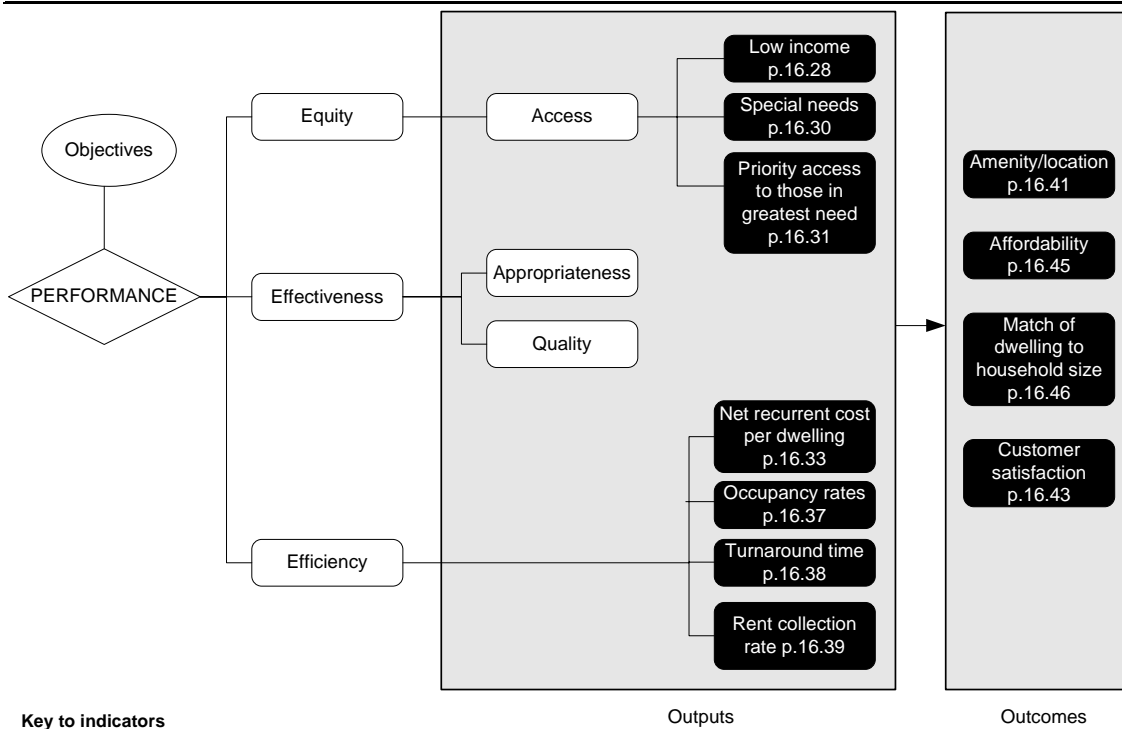 Objectives
PERFORMANCE
Equity
Effectiveness
Efficiency
Access
Appropriateness
Quality
Low income
p.16.28
Special needs
p.16.30
Priority access
to those in
greatest need
p.16.31
Net recurrent cost
per dwelling
p.16.33
Occupancy rates
p.16.37
Turnaround time
p.16.38
Rent collection
rate p.16.39
Amenity/location
p.16.41
Affordability
p.16.45
Match of
dwelling to
household size
p.16.46
Customer
satisfaction
p.16.43
Outputs
Outcomes
Key to indicators